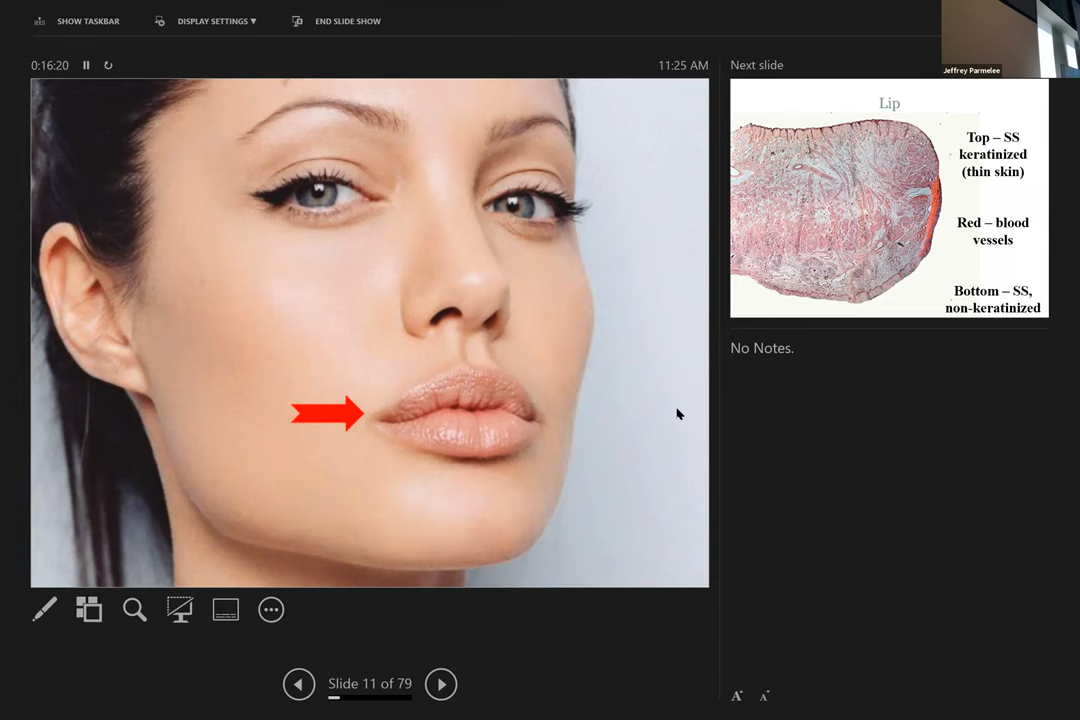 SHOW TASKBAR
DISPLAY SETTINGS ▼
END SLIDE SHOW
Jeffrey Parmelee
0:16:20
11:25 AM
Next slide
Lip
Top – SS
keratinized
(thin skin)
Red – blood
vessels
Bottom – SS,
non-keratinized
No Notes.
Slide 11 of 79
A A